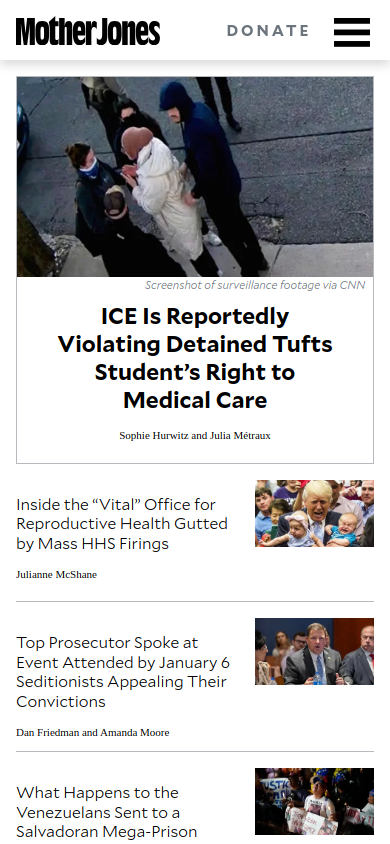 Mother Jones
DONATE
Screenshot of surveillance footage via CNN
ICE Is Reportedly
Violating Detained Tufts
Student’s Right to
Medical Care
Sophie Hurwitz and Julia Métraux
Inside the “Vital” Office for
Reproductive Health Gutted
by Mass HHS Firings
Julianne McShane
Top Prosecutor Spoke at
Event Attended by January 6
Seditionists Appealing Their
Convictions
Dan Friedman and Amanda Moore
What Happens to the
Venezuelans Sent to a
Salvadoran Mega-Prison